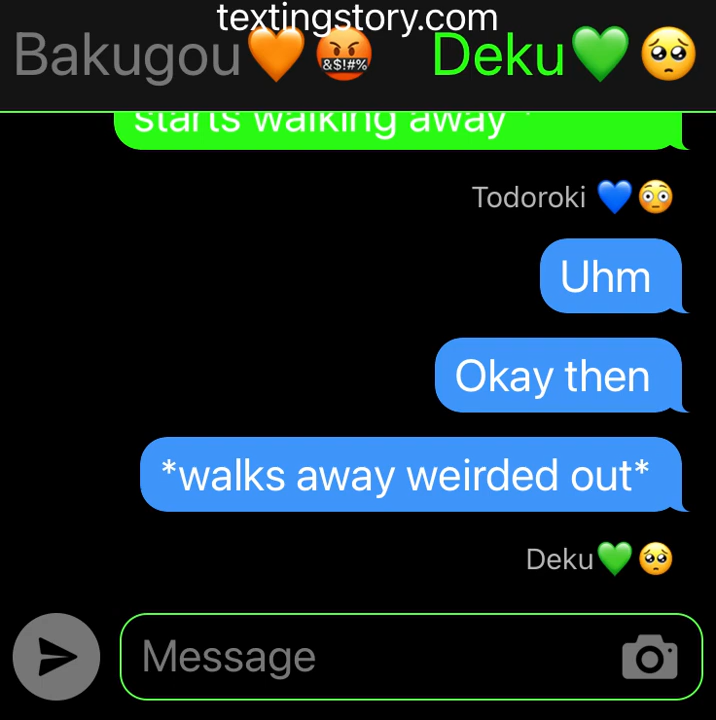 textingstory.com
Bakugou🧡🤬 Deku💚🥺
starts walking away
Todoroki 💙😳
Uhm
Okay then
*walks away weirded out*
Deku💚🥺
Message